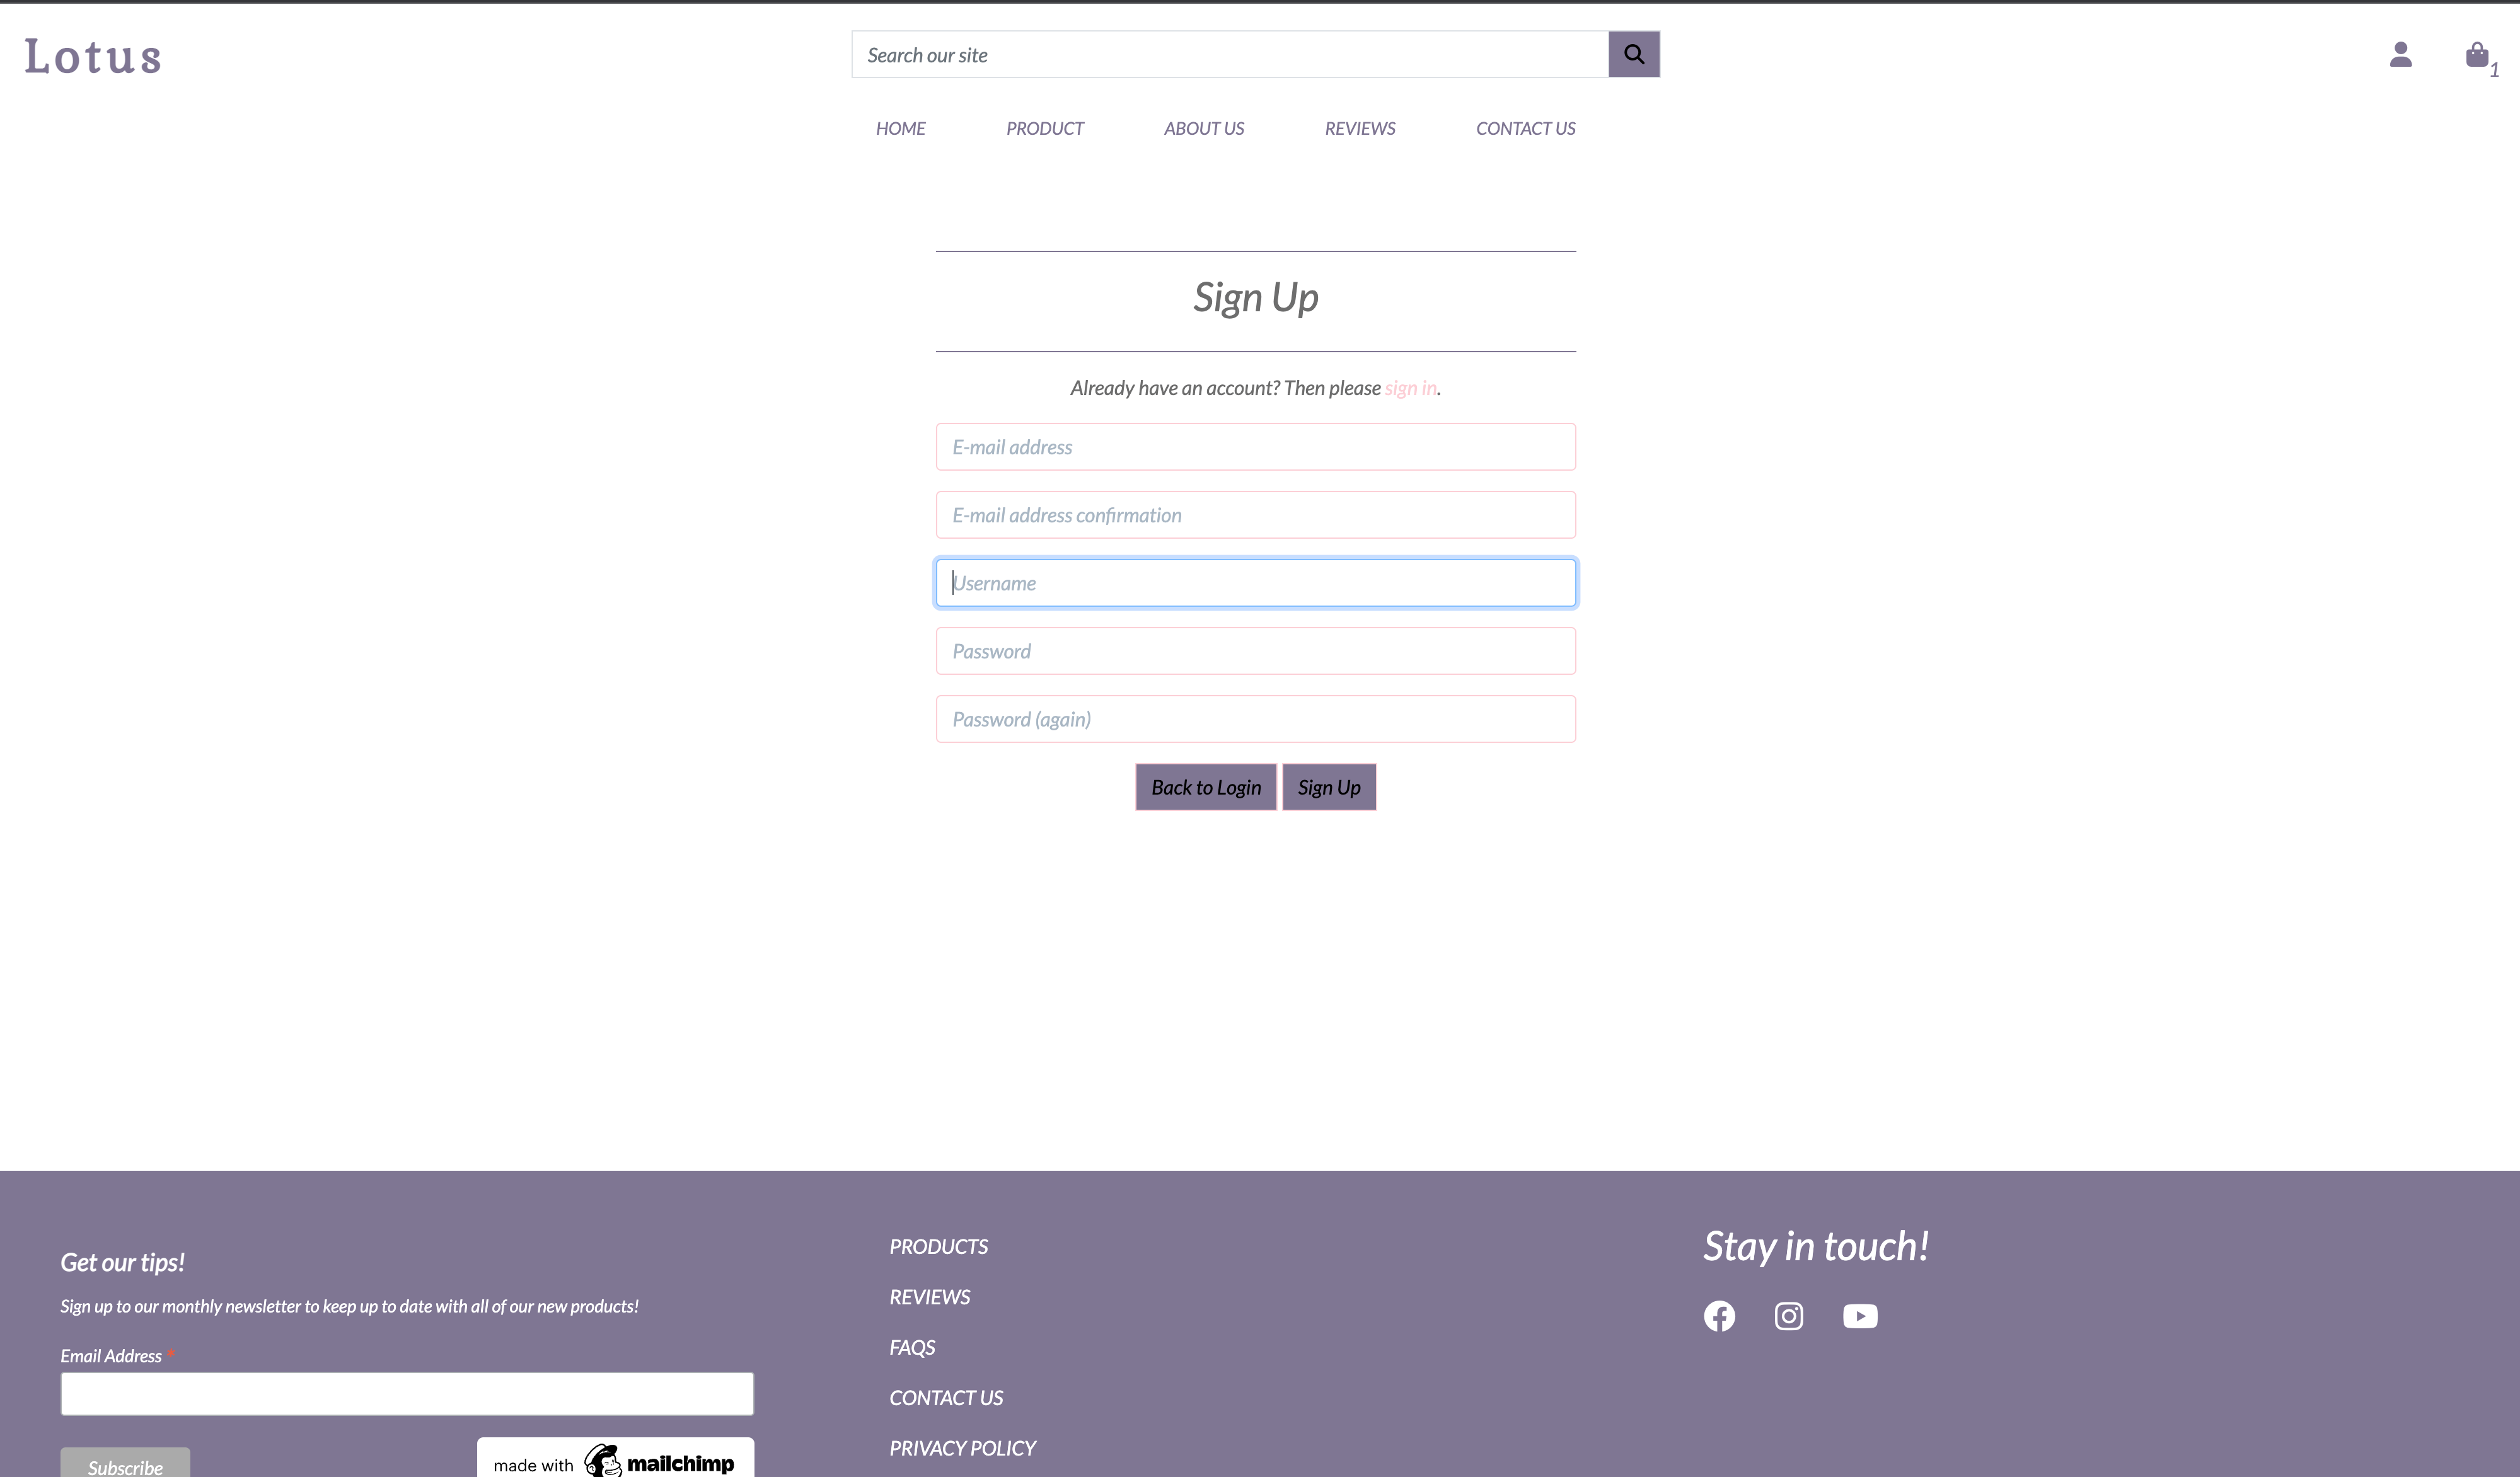 Lotus
Search our site
1
HOME PRODUCT ABOUT US REVIEWS CONTACT US
Sign Up
Already have an account? Then please sign in.
E-mail address
E-mail address confirmation
Username
Password
Password (again)
Back to Login Sign Up
Get our tips!
Sign up to our monthly newsletter to keep up to date with all of our new products!
Email Address *
Subscribe
made with mailchimp
PRODUCTS
REVIEWS
FAQS
CONTACT US
PRIVACY POLICY
Stay in touch!